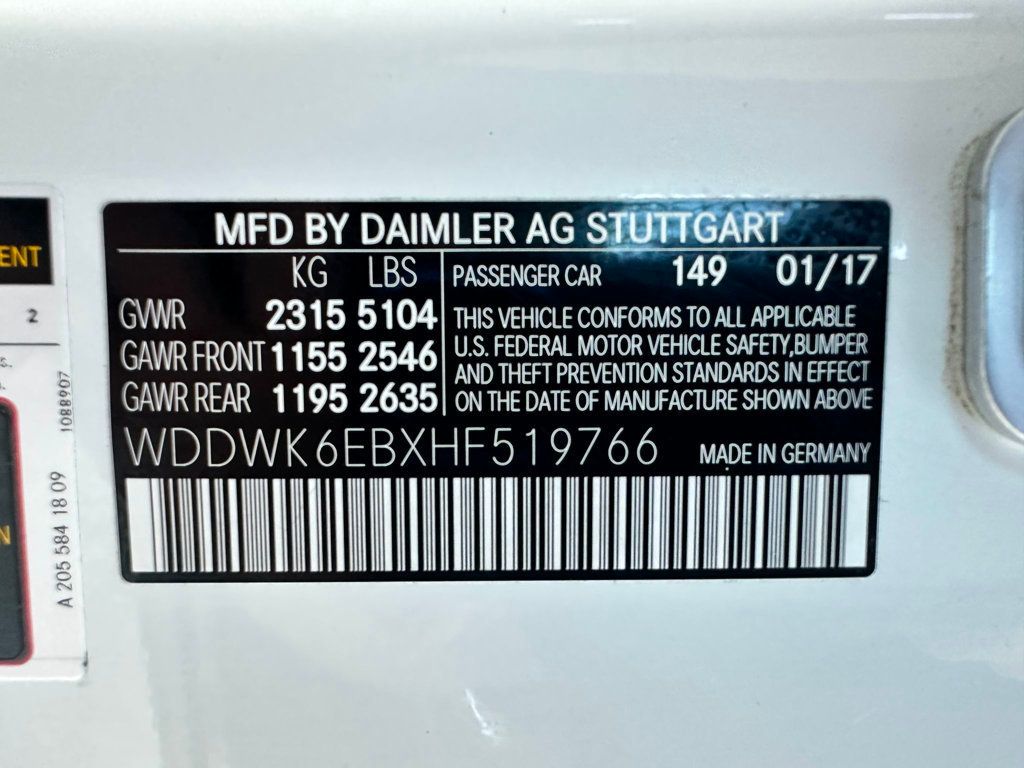 MFD BY DAIMLER AG STUTTGART
KG LBS
GVWR 2315 5104
GAWR FRONT 1155 2546
GAWR REAR 1195 2635
PASSENGER CAR 149 01/17
THIS VEHICLE CONFORMS TO ALL APPLICABLE
U.S. FEDERAL MOTOR VEHICLE SAFETY,BUMPER
AND THEFT PREVENTION STANDARDS IN EFFECT
ON THE DATE OF MANUFACTURE SHOWN ABOVE
WDDWK6EBXHF519766 MADE IN GERMANY
ENT
2
1088907
A 205 584 18 09
N